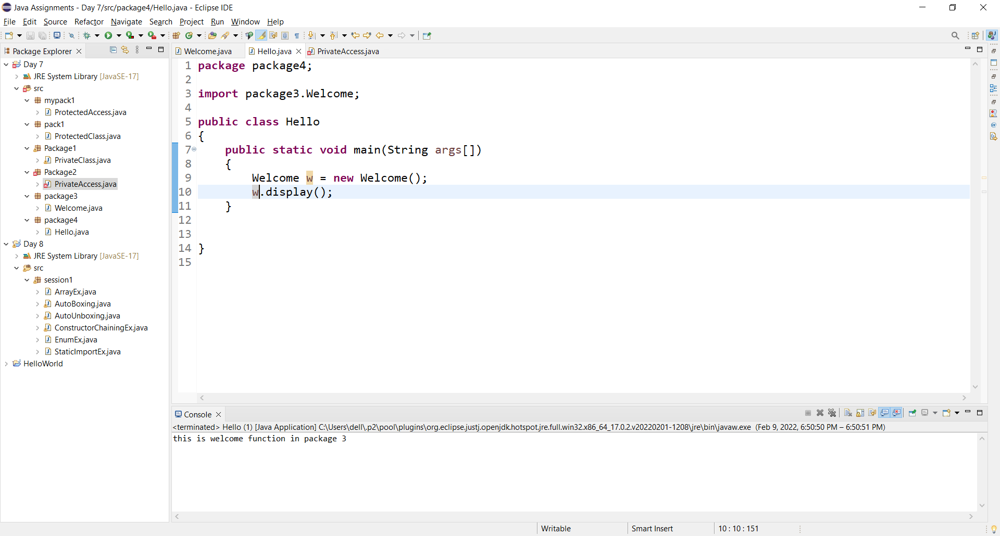 Java Assignments - Day 7/src/package4/Hello.java - Eclipse IDE
File Edit Source Refactor Navigate Search Project Run Window Help
Package Explorer
Day 7
JRE System Library [JavaSE-17]
src
mypack1
ProtectedAccess.java
pack1
ProtectedClass.java
Package1
PrivateClass.java
Package2
PrivateAccess.java
package3
Welcome.java
package4
Hello.java
Day 8
JRE System Library [JavaSE-17]
src
session1
ArrayEx.java
AutoBoxing.java
AutoUnboxing.java
ConstructorChainingEx.java
EnumEx.java
StaticImportEx.java
HelloWorld
Welcome.java Hello.java PrivateAccess.java
1 package package4;
2
3 import package3.Welcome;
4
5 public class Hello
6 {
7 public static void main(String args[])
8 {
9 Welcome w = new Welcome();
10 w.display();
11 }
12
13
14 }
15
Console
<terminated> Hello (1) [Java Application] C:\Users\dell\.p2\pool\plugins\org.eclipse.justj.openjdk.hotspot.jre.full.win32.x86_64_17.0.2.v20220201-1208\jre\bin\javaw.exe (Feb 9, 2022, 6:50:50 PM – 6:50:51 PM)
this is welcome function in package 3
Writable Smart Insert 10 : 10 : 151